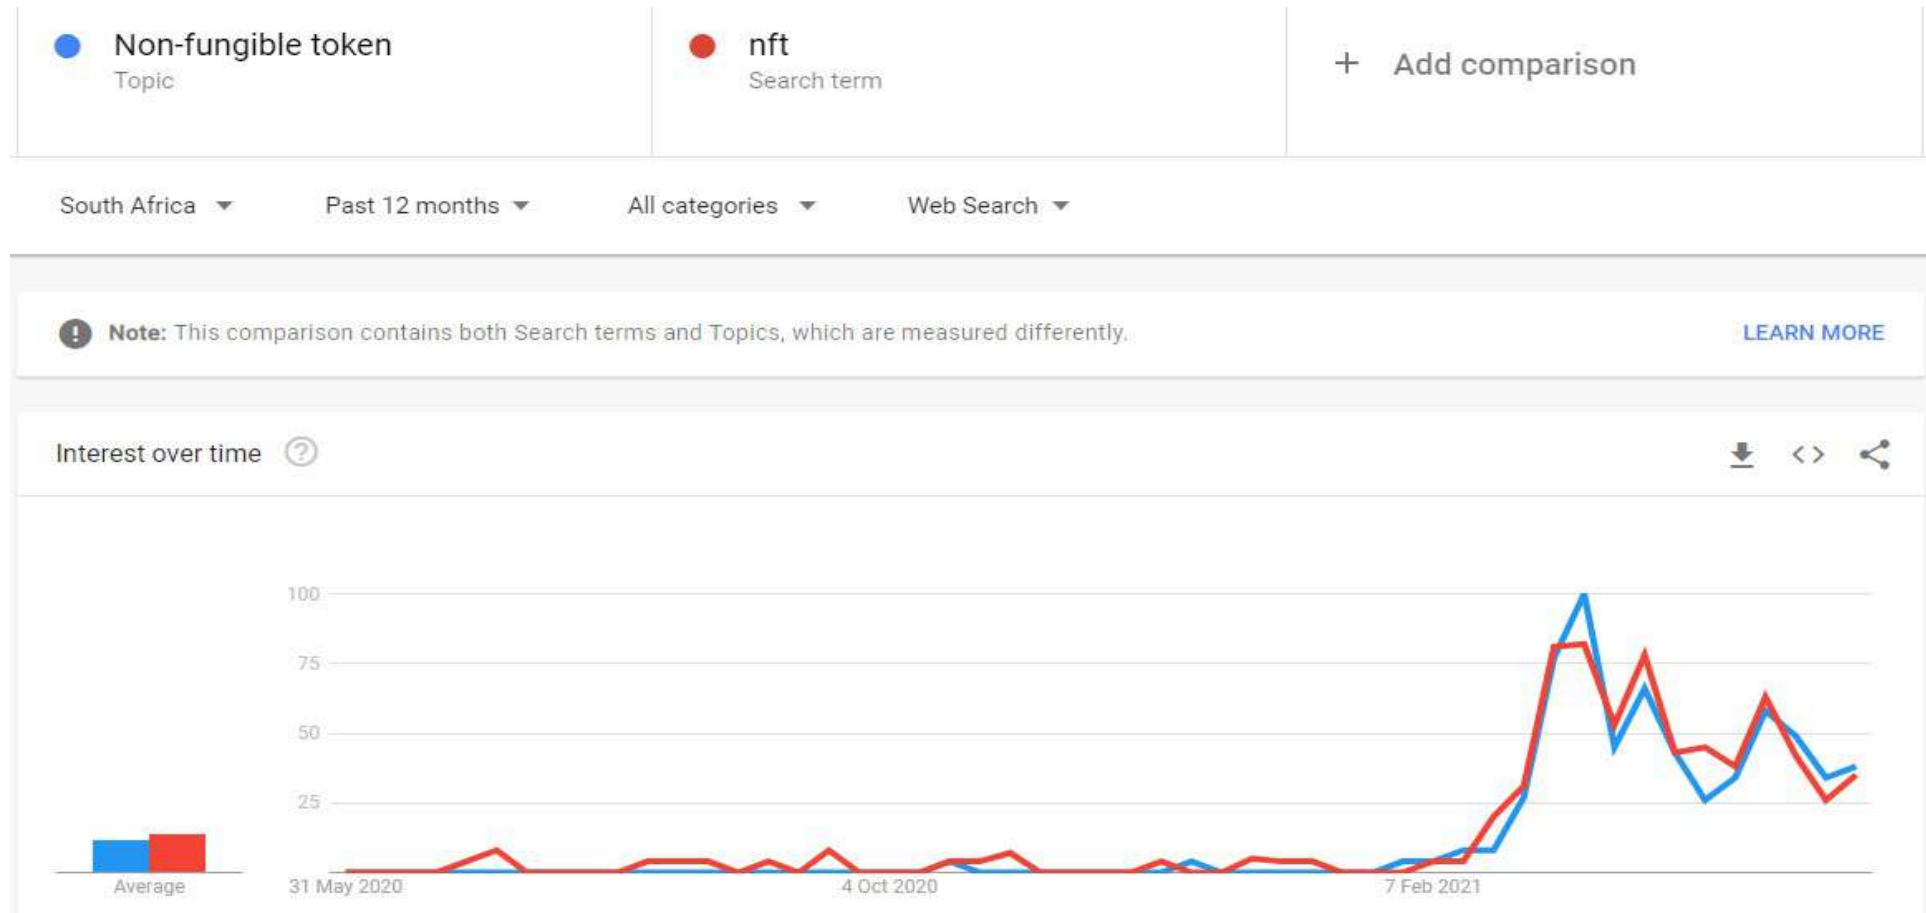 Non-fungible token
Topic
nft
Search term
+ Add comparison
South Africa Past 12 months All categories Web Search
Note: This comparison contains both Search terms and Topics, which are measured differently. LEARN MORE
Interest over time
100
75
50
25
Average
31 May 2020 4 Oct 2020 7 Feb 2021